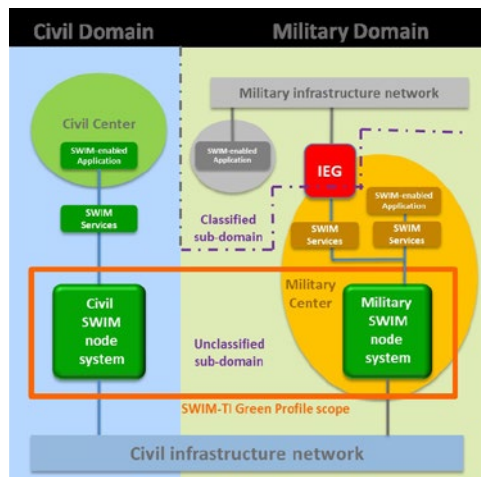 Civil Domain
Military Domain
Military infrastructure network
Civil Center
SWIM-enabled
Application
SWIM-enabled
Application
IEG
SWIM-enabled
Application
SWIM
Services
Classified
sub-domain
SWIM
Services
SWIM
Services
Civil
SWIM
node
system
Military
Center
Military
SWIM
node
system
Unclassified
sub-domain
SWIM-TI Green Profile scope
Civil infrastructure network